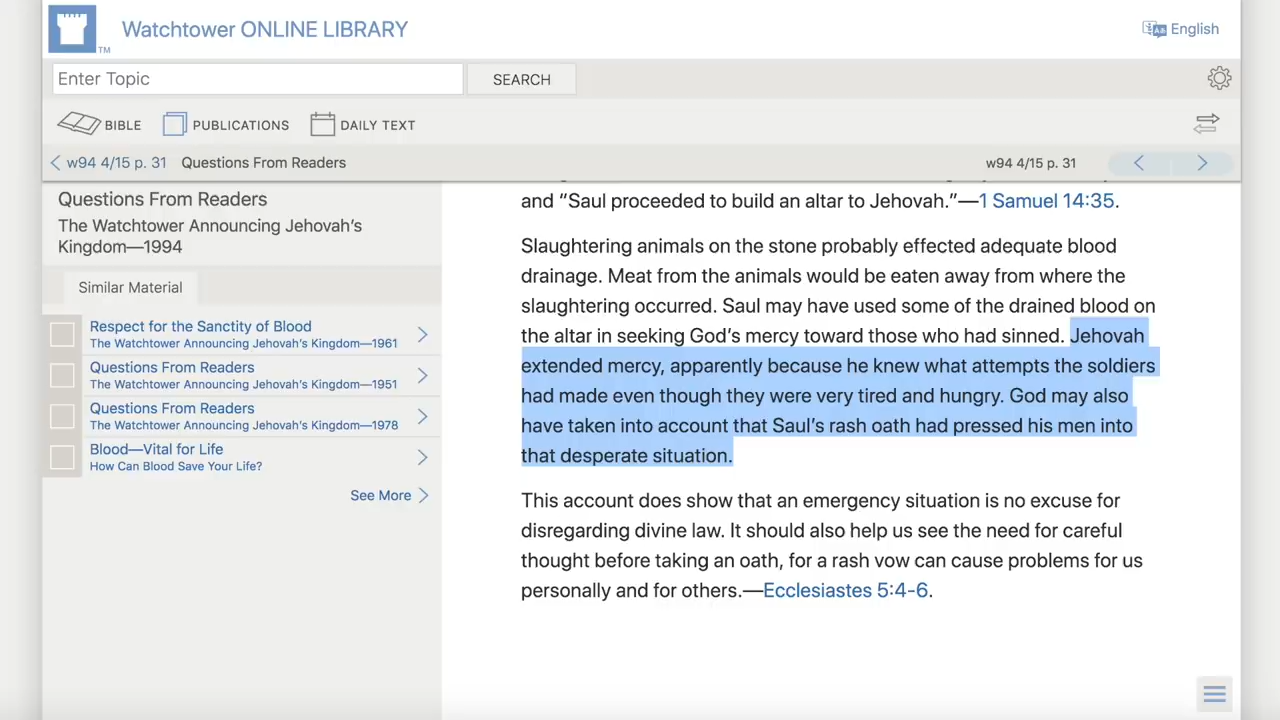 Watchtower ONLINE LIBRARY
TM
English
Enter Topic
SEARCH
BIBLE
PUBLICATIONS
DAILY TEXT
w94 4/15 p. 31
Questions From Readers
w94 4/15 p. 31
Questions From Readers
The Watchtower Announcing Jehovah’s
Kingdom—1994
Similar Material
Respect for the Sanctity of Blood
The Watchtower Announcing Jehovah’s Kingdom—1961
Questions From Readers
The Watchtower Announcing Jehovah’s Kingdom—1951
Questions From Readers
The Watchtower Announcing Jehovah’s Kingdom—1978
Blood—Vital for Life
How Can Blood Save Your Life?
See More
and “Saul proceeded to build an altar to Jehovah.”—1 Samuel 14:35.
Slaughtering animals on the stone probably effected adequate blood
drainage. Meat from the animals would be eaten away from where the
slaughtering occurred. Saul may have used some of the drained blood on
the altar in seeking God’s mercy toward those who had sinned. Jehovah
extended mercy, apparently because he knew what attempts the soldiers
had made even though they were very tired and hungry. God may also
have taken into account that Saul’s rash oath had pressed his men into
that desperate situation.
This account does show that an emergency situation is no excuse for
disregarding divine law. It should also help us see the need for careful
thought before taking an oath, for a rash vow can cause problems for us
personally and for others.—Ecclesiastes 5:4-6.